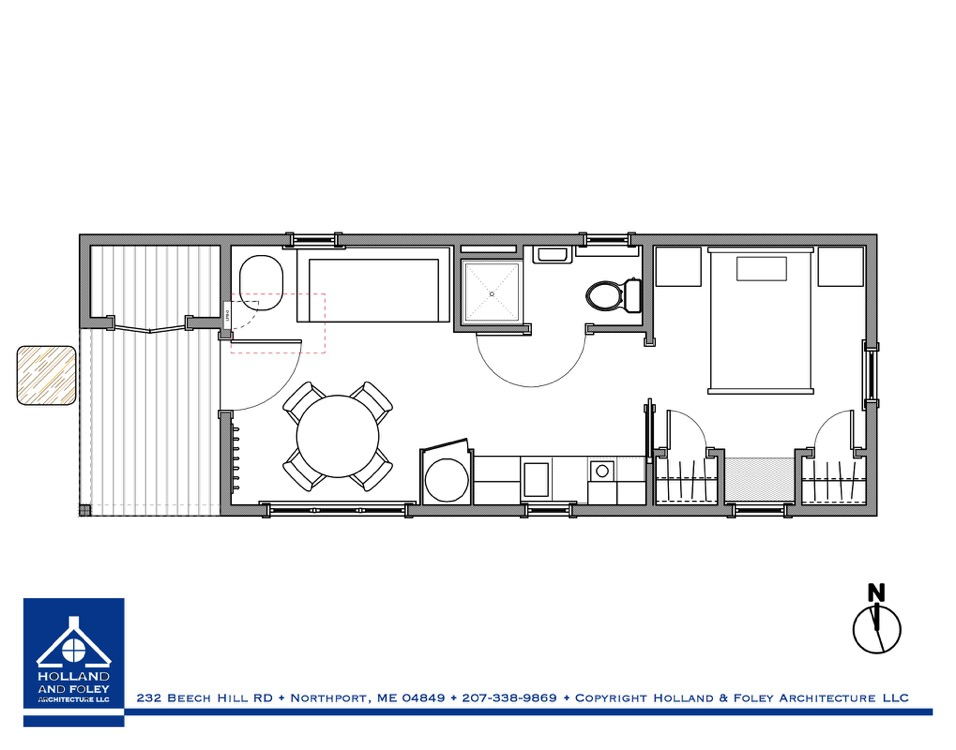 N
HOLLAND
AND FOLEY
ARCHITECTURE LLC
232 BEECH HILL RD + NORTHPORT, ME 04849 + 207-338-9869 + COPYRIGHT HOLLAND & FOLEY ARCHITECTURE LLC